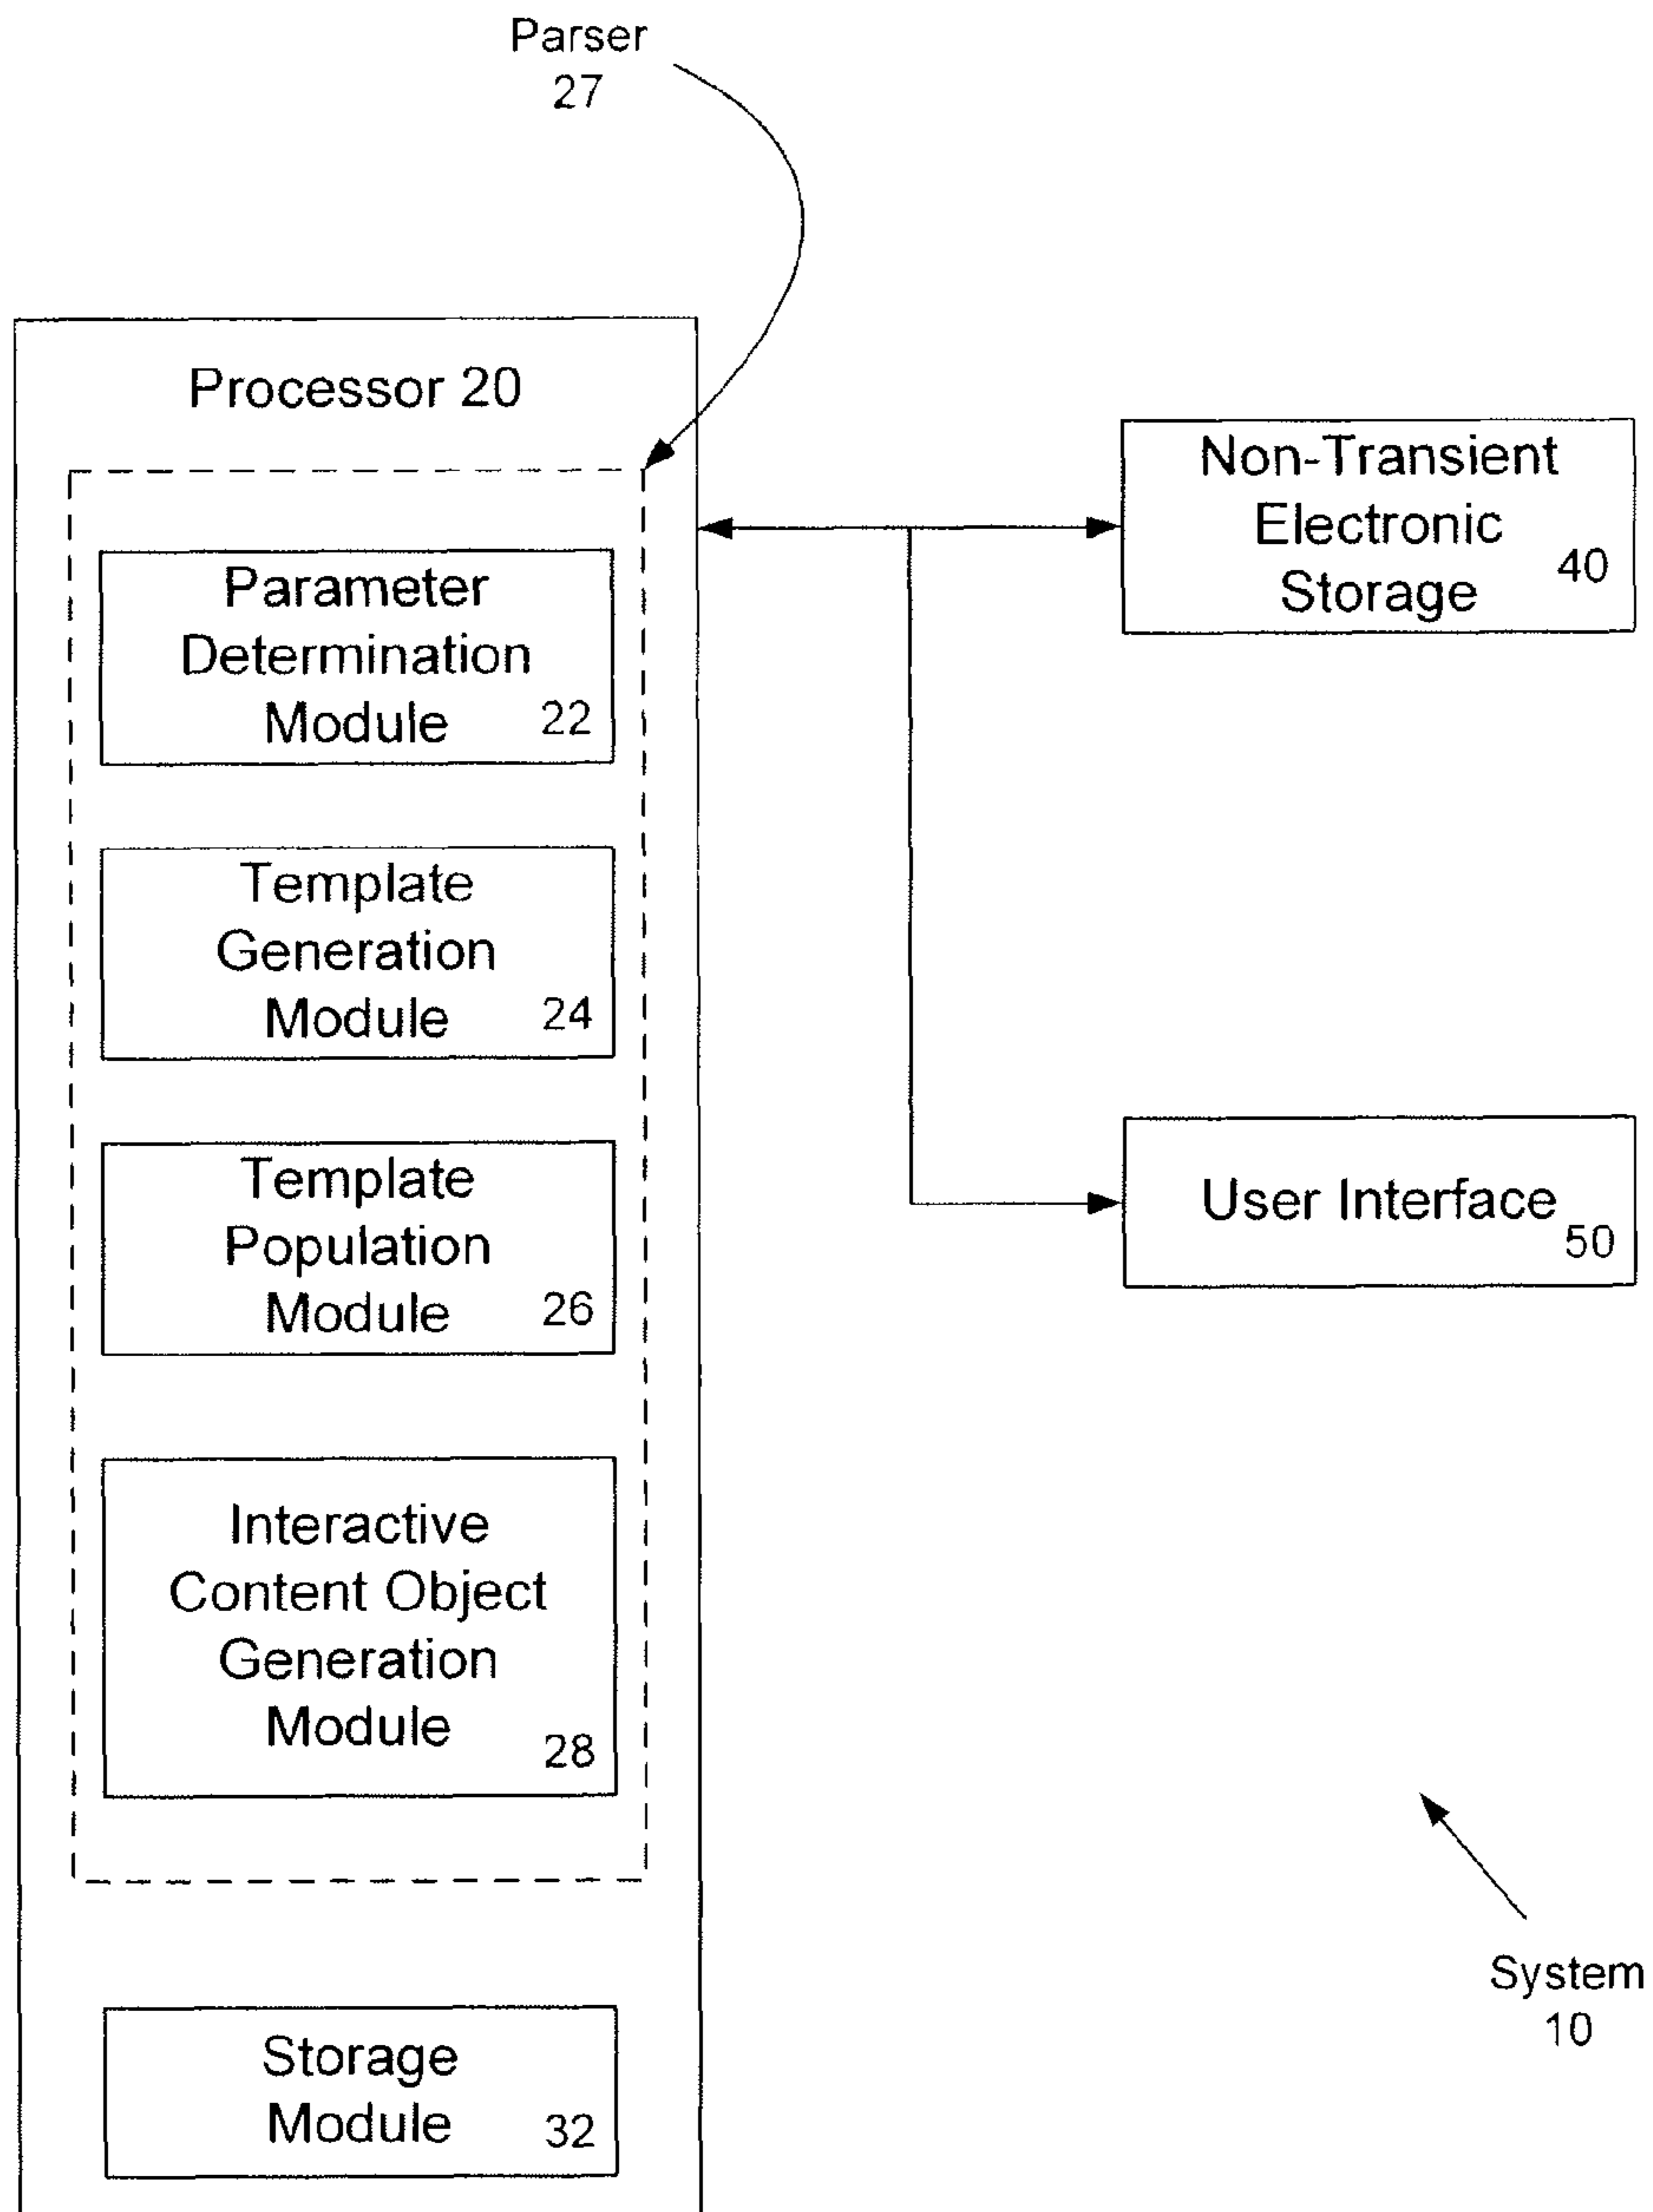 Parser
27
Processor 20
Parameter
Determination
Module 22
Template
Generation
Module 24
Template
Population
Module 26
Interactive
Content Object
Generation
Module
28
Storage
Module 32
Non-Transient
Electronic
Storage 40
User Interface
50
System
10